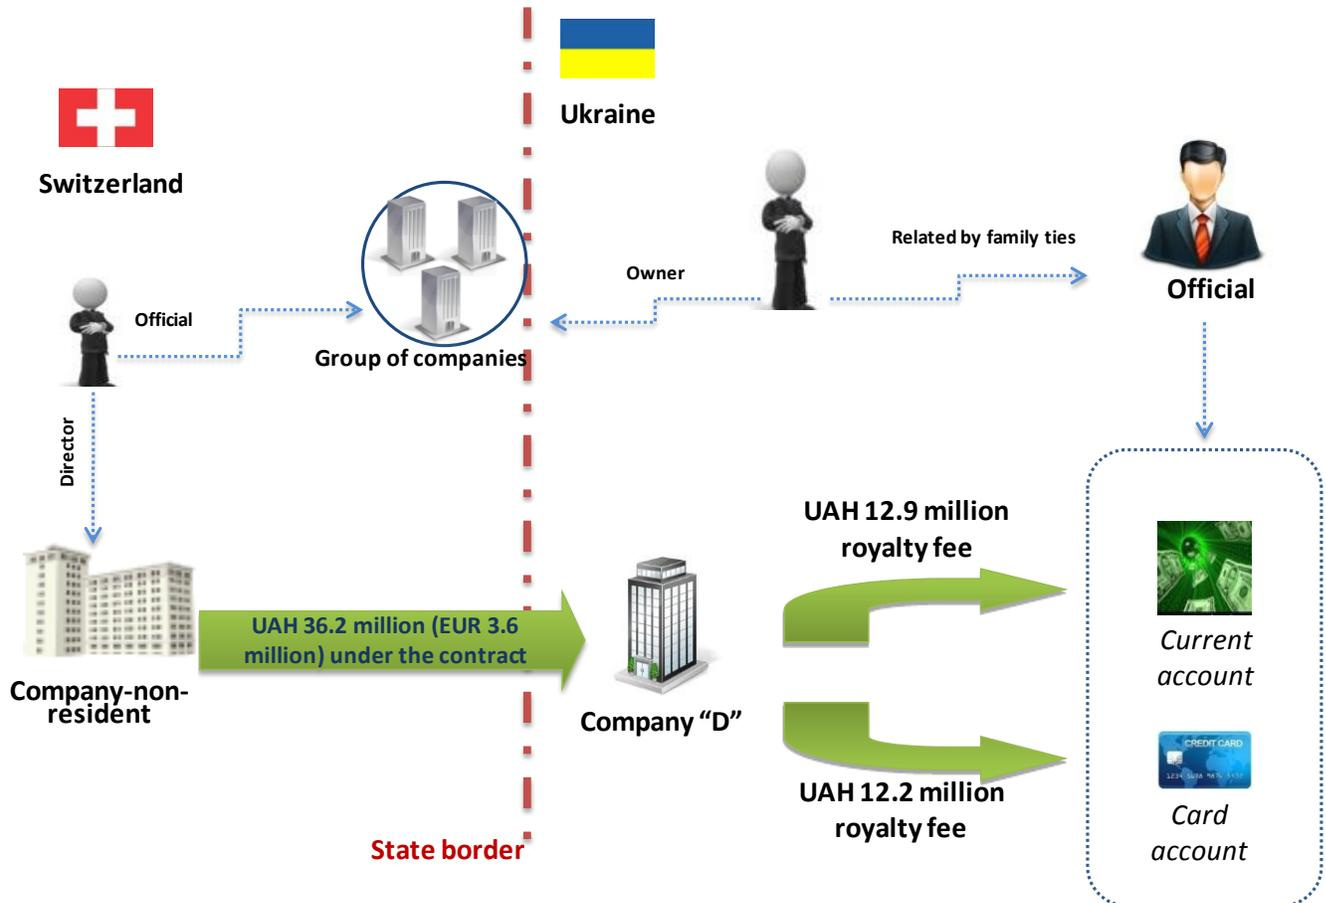 Ukraine
Switzerland
Related by family ties
Owner
Official
Official
Group of companies
Director
UAH 12.9 million
royalty fee
UAH 36.2 million (EUR 3.6
million) under the contract
Current
account
Company-non-
resident
Company “D”
CREDIT CARD
UAH 12.2 million
royalty fee
Card
account
State border